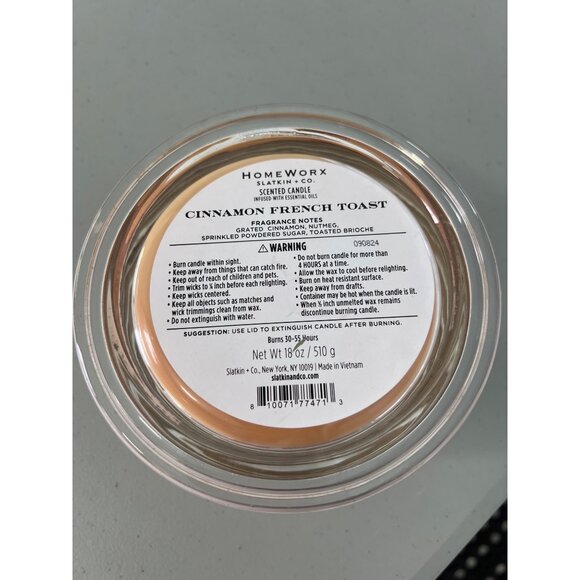 HOMEWORX
SLATKIN + CO.
SCENTED CANDLE
INFUSED WITH ESSENTIAL OILS
CINNAMON FRENCH TOAST
FRAGRANCE NOTES
GRATED CINNAMON, NUTMEG,
SPRINKLED POWDERED SUGAR, TOASTED BRIOCHE
⚠ WARNING
090824
• Burn candle within sight.
• Keep away from things that can catch fire.
• Keep out of reach of children and pets.
• Trim wicks to ¼ inch before each relighting.
• Keep wicks centered.
• Keep all objects such as matches and
wick trimmings clean from wax.
• Do not extinguish with water.
• Do not burn candle for more than
4 HOURS at a time.
• Allow the wax to cool before relighting.
• Burn on heat resistant surface.
• Keep away from drafts.
• Container may be hot when the candle is lit.
• When ½ inch unmelted wax remains
discontinue burning candle.
SUGGESTION: USE LID TO EXTINGUISH CANDLE AFTER BURNING.
Burns 30-55 Hours
Net Wt 18 oz / 510 g
Slatkin + Co., New York, NY 10019 | Made in Vietnam
slatkinandco.com
8 10071 77471 3